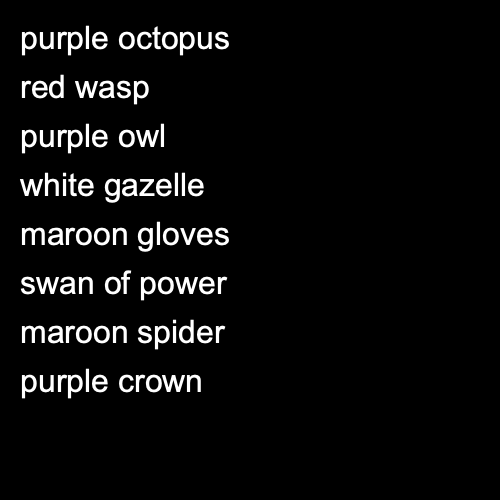 purple octopus
red wasp
purple owl
white gazelle
maroon gloves
swan of power
maroon spider
purple crown